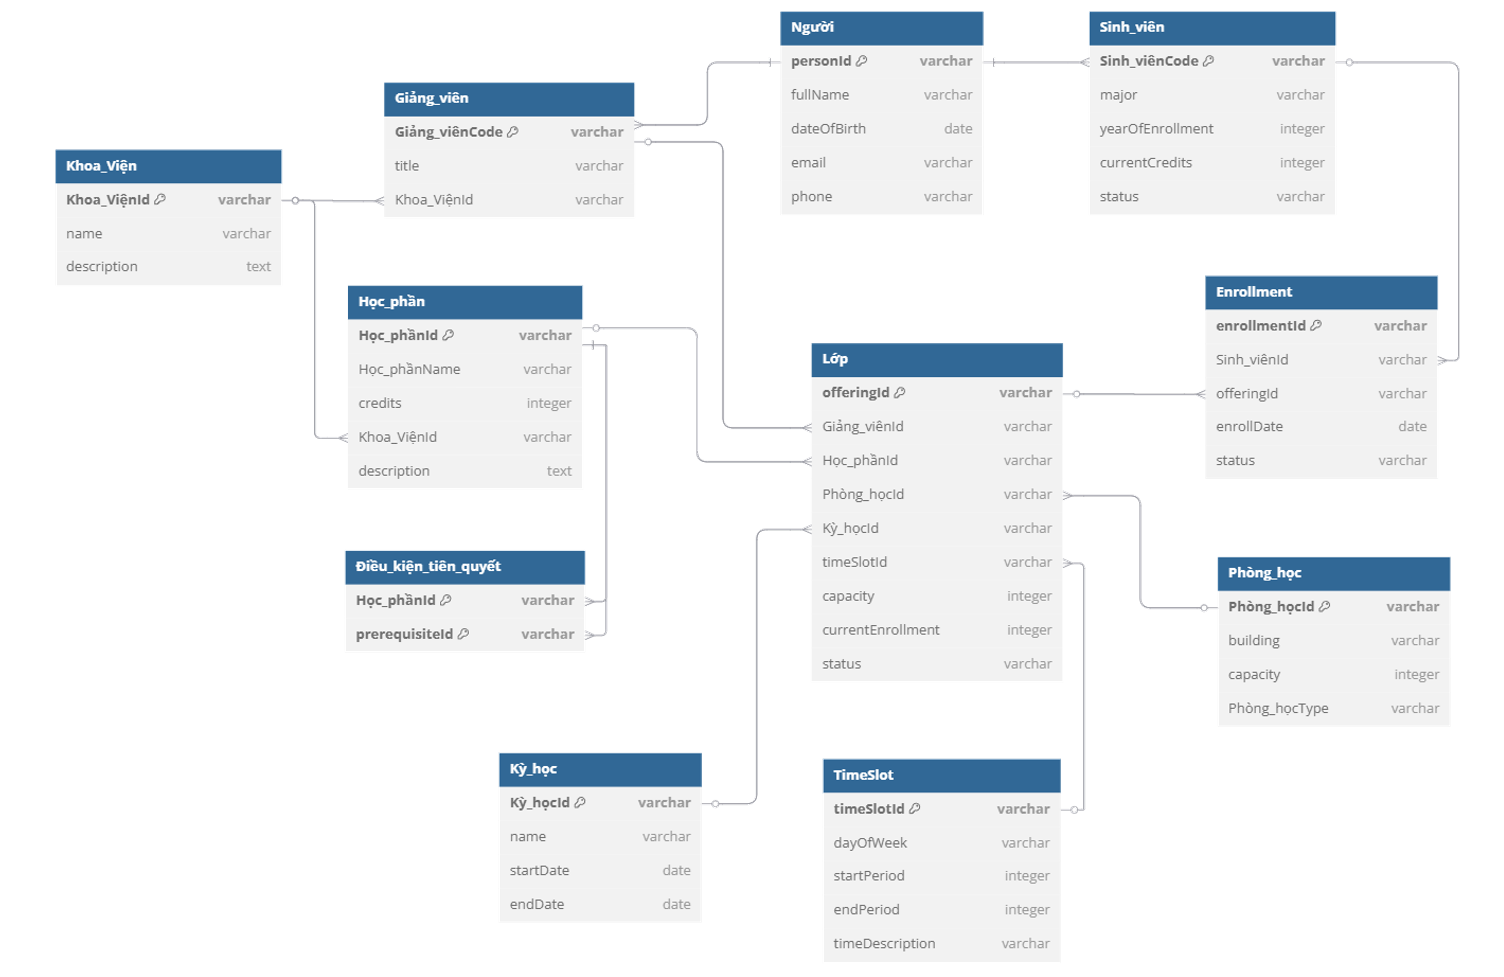 Người
personId varchar
fullName varchar
dateOfBirth date
email varchar
phone varchar
Sinh_viên
Sinh_viênCode varchar
major varchar
yearOfEnrollment integer
currentCredits integer
status varchar
Giảng_viên
Giảng_viênCode varchar
title varchar
Khoa_ViệnId varchar
Khoa_Viện
Khoa_ViệnId varchar
name varchar
description text
Học_phần
Học_phầnId varchar
Học_phầnName varchar
credits integer
Khoa_ViệnId varchar
description text
Enrollment
enrollmentId varchar
Sinh_viênId varchar
offeringId varchar
enrollDate date
status varchar
Lớp
offeringId varchar
Giảng_viênId varchar
Học_phầnId varchar
Phòng_họcId varchar
Kỳ_họcId varchar
timeSlotId varchar
capacity integer
currentEnrollment integer
status varchar
Điều_kiện_tiên_quyết
Học_phầnId varchar
prerequisiteId varchar
Phòng_học
Phòng_họcId varchar
building varchar
capacity integer
Phòng_họcType varchar
Kỳ_học
Kỳ_họcId varchar
name varchar
startDate date
endDate date
TimeSlot
timeSlotId varchar
dayOfWeek varchar
startPeriod integer
endPeriod integer
timeDescription varchar